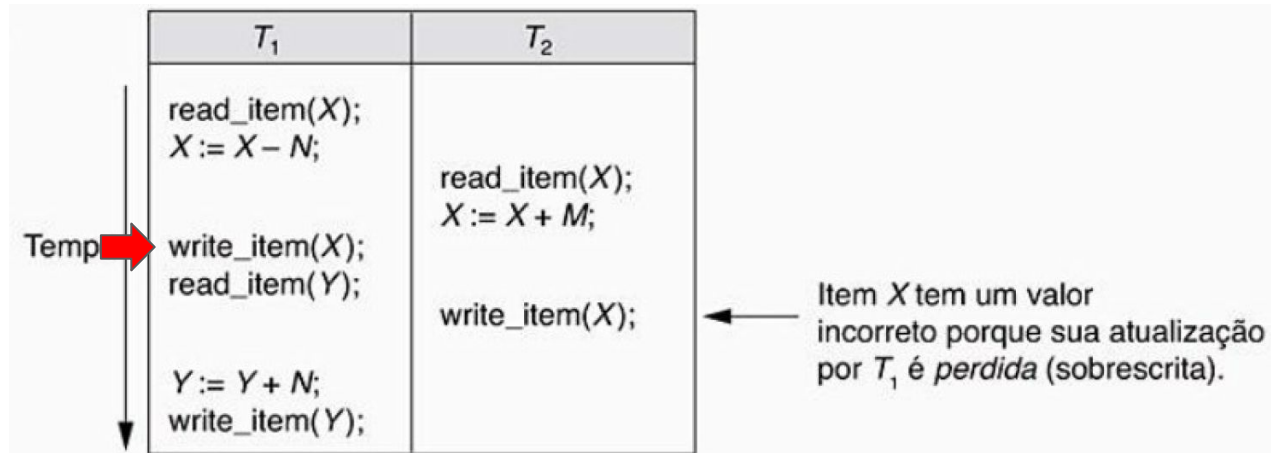 T₁
T₂
read_item(X);
X := X – N;
read_item(X);
X := X + M;
Temp
write_item(X);
read_item(Y);
write_item(X);
Item X tem um valor
incorreto porque sua atualização
por T₁ é perdida (sobrescrita).
Y := Y + N;
write_item(Y);